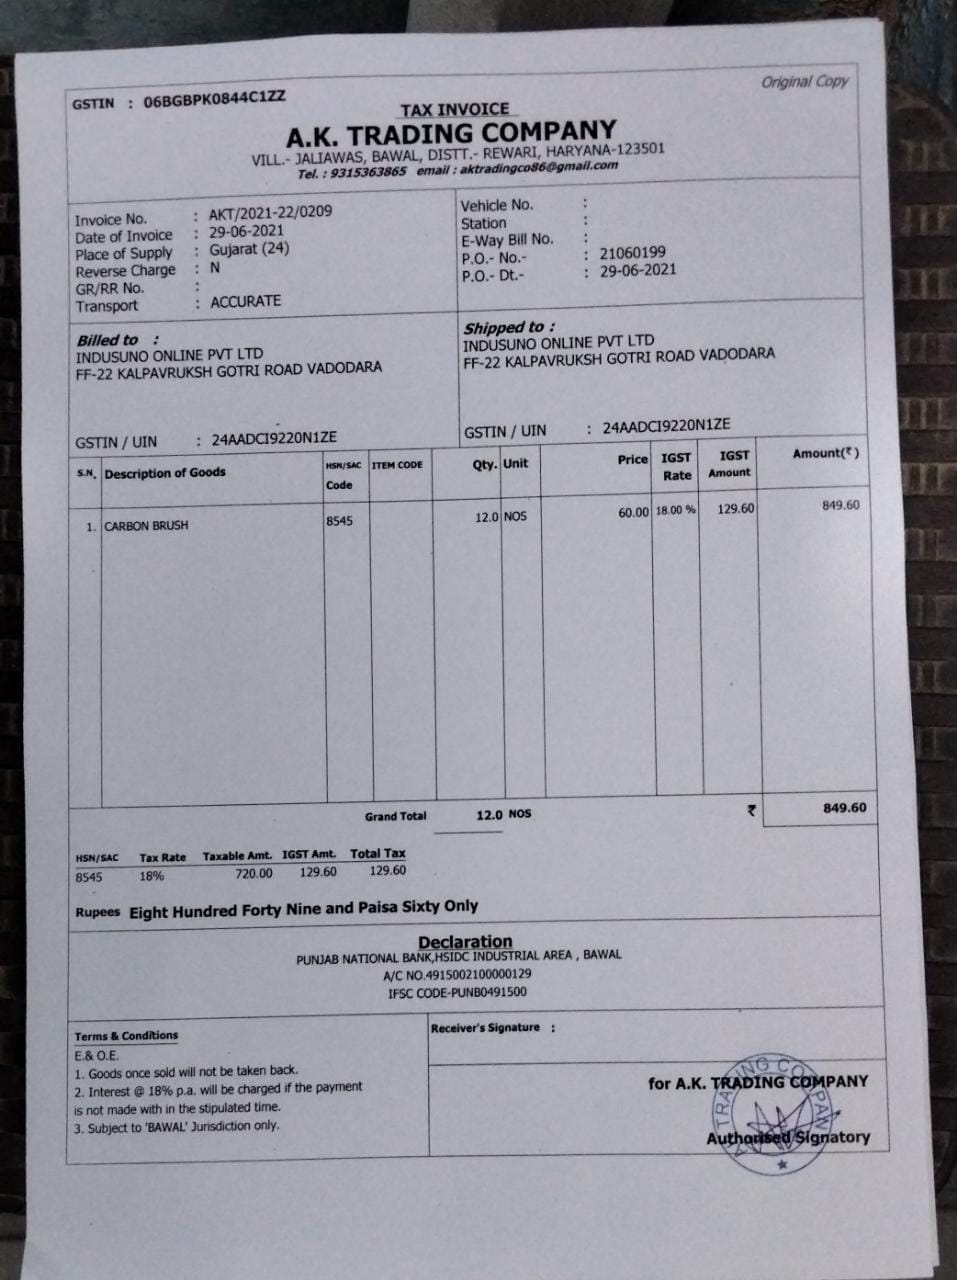 Original Copy
GSTIN : 06BGBPK0844C1ZZ
TAX INVOICE
A.K. TRADING COMPANY
VILL.- JALIAWAS, BAWAL, DISTT.- REWARI, HARYANA-123501
Tel. : 9315363865 email : aktradingco86@gmail.com
Invoice No. : AKT/2021-22/0209
Date of Invoice : 29-06-2021
Place of Supply : Gujarat (24)
Reverse Charge : N
GR/RR No. :
Transport : ACCURATE
Vehicle No. :
Station :
E-Way Bill No. :
P.O.- No.- : 21060199
P.O.- Dt.- : 29-06-2021
Billed to :
INDUSUNO ONLINE PVT LTD
FF-22 KALPAVRUKSH GOTRI ROAD VADODARA
GSTIN / UIN : 24AADCI9220N1ZE
Shipped to :
INDUSUNO ONLINE PVT LTD
FF-22 KALPAVRUKSH GOTRI ROAD VADODARA
GSTIN / UIN : 24AADCI9220N1ZE
S.N. Description of Goods HSN/SAC Code ITEM CODE Qty. Unit Price IGST Rate IGST Amount Amount(₹)
1. CARBON BRUSH 8545 12.0 NOS 60.00 18.00 % 129.60 849.60
Grand Total 12.0 NOS ₹ 849.60
HSN/SAC Tax Rate Taxable Amt. IGST Amt. Total Tax
8545 18% 720.00 129.60 129.60
Rupees Eight Hundred Forty Nine and Paisa Sixty Only
Declaration
PUNJAB NATIONAL BANK,HSIDC INDUSTRIAL AREA , BAWAL
A/C NO.4915002100000129
IFSC CODE-PUNB0491500
Terms & Conditions
E.& O.E.
1. Goods once sold will not be taken back.
2. Interest @ 18% p.a. will be charged if the payment
is not made with in the stipulated time.
3. Subject to 'BAWAL' Jurisdiction only.
Receiver's Signature :
for A.K. TRADING COMPANY
Authorised Signatory
TRADING COMPAN